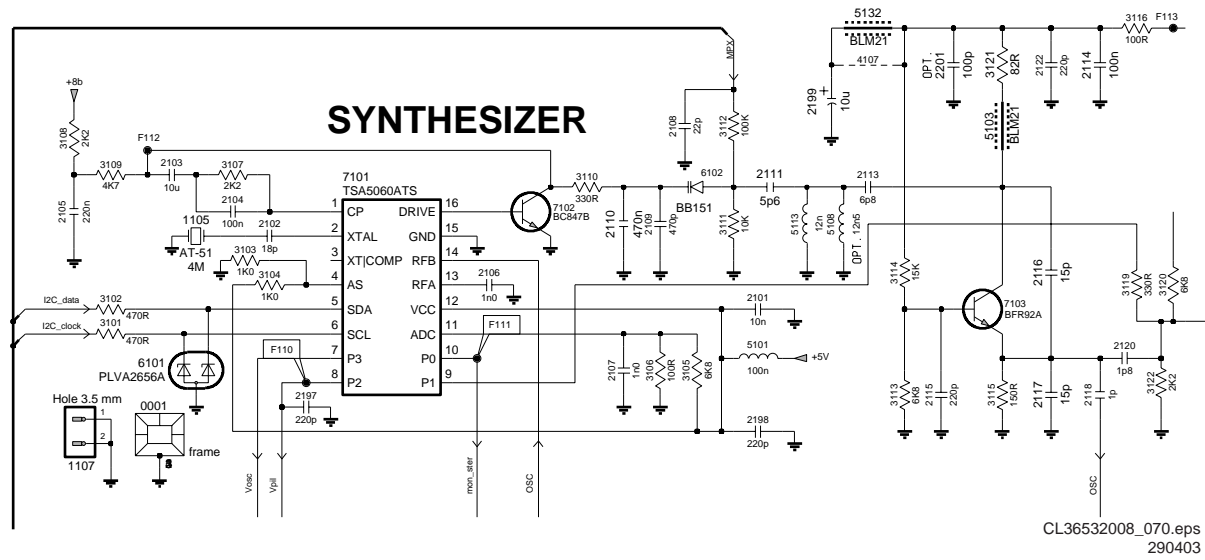 SYNTHESIZER
+8b
3108
2K2
3109
4K7
F112
2103
10u
3107
2K2
2104
100n
2105
220n
1105
AT-51
4M
2102
18p
3103
1K0
3104
1K0
I2C_data
3102
470R
I2C_clock
3101
470R
6101
PLVA2656A
F110
2197
220p
Hole 3.5 mm
1
2
1107
0001
frame
7101
TSA5060ATS
1 CP DRIVE 16
2 XTAL GND 15
3 XT|COMP RFB 14
4 AS RFA 13
5 SDA VCC 12
6 SCL ADC 11
7 P3 P0 10
8 P2 P1 9
Vosc
Vpil
mon_ster
OSC
7102
BC847B
3110
330R
2110
470n
2109
470p
6102
BB151
MPX
2108
22p
3112
100K
3111
10K
2111
5p6
5113
12n
5108
OPT. 12n5
2113
6p8
2106
1n0
F111
2101
10n
5101
100n
+5V
2107
1n0
3106
100R
3105
6K8
2198
220p
5132
BLM21
4107
2199
+
10u
OPT.
2201
100p
3121
82R
2122
220p
2114
100n
3116
100R
F113
5103
BLM21
3114
15K
7103
BFR92A
2116
15p
3113
6K8
2115
220p
3115
150R
2117
15p
2118
1p
2120
1p8
3119
330R
3120
6K8
3122
2K2
OSC
CL36532008_070.eps
290403